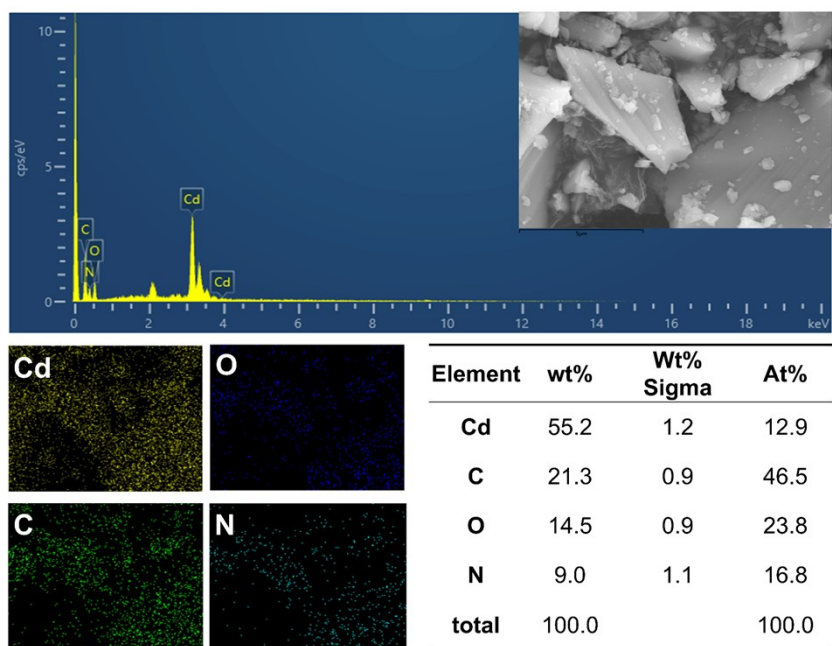 10
cps/eV
5
0
Cd
C
O
N
Cd
0 2 4 6 8 10 12 14 16 18 keV
Cd O
C N
Element wt% Wt% Sigma At%
Cd 55.2 1.2 12.9
C 21.3 0.9 46.5
O 14.5 0.9 23.8
N 9.0 1.1 16.8
total 100.0 100.0